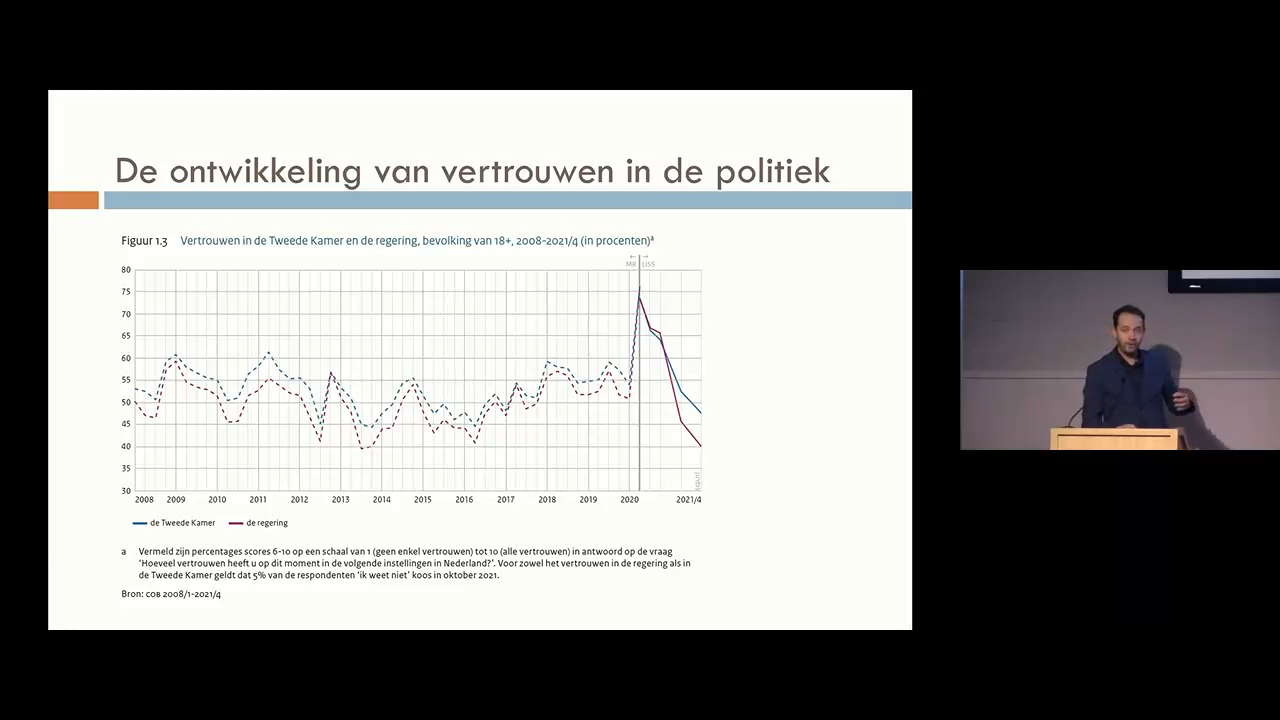 De ontwikkeling van vertrouwen in de politiek
Figuur 1.3 Vertrouwen in de Tweede Kamer en de regering, bevolking van 18+, 2008-2021/4 (in procenten)ª
← →
MR LISS
80
75
70
65
60
55
50
45
40
35
30
scp.nl
2008 2009 2010 2011 2012 2013 2014 2015 2016 2017 2018 2019 2020 2021/4
de Tweede Kamer de regering
a Vermeld zijn percentages scores 6-10 op een schaal van 1 (geen enkel vertrouwen) tot 10 (alle vertrouwen) in antwoord op de vraag
‘Hoeveel vertrouwen heeft u op dit moment in de volgende instellingen in Nederland?’. Voor zowel het vertrouwen in de regering als in
de Tweede Kamer geldt dat 5% van de respondenten ‘ik weet niet’ koos in oktober 2021.
Bron: COB 2008/1-2021/4